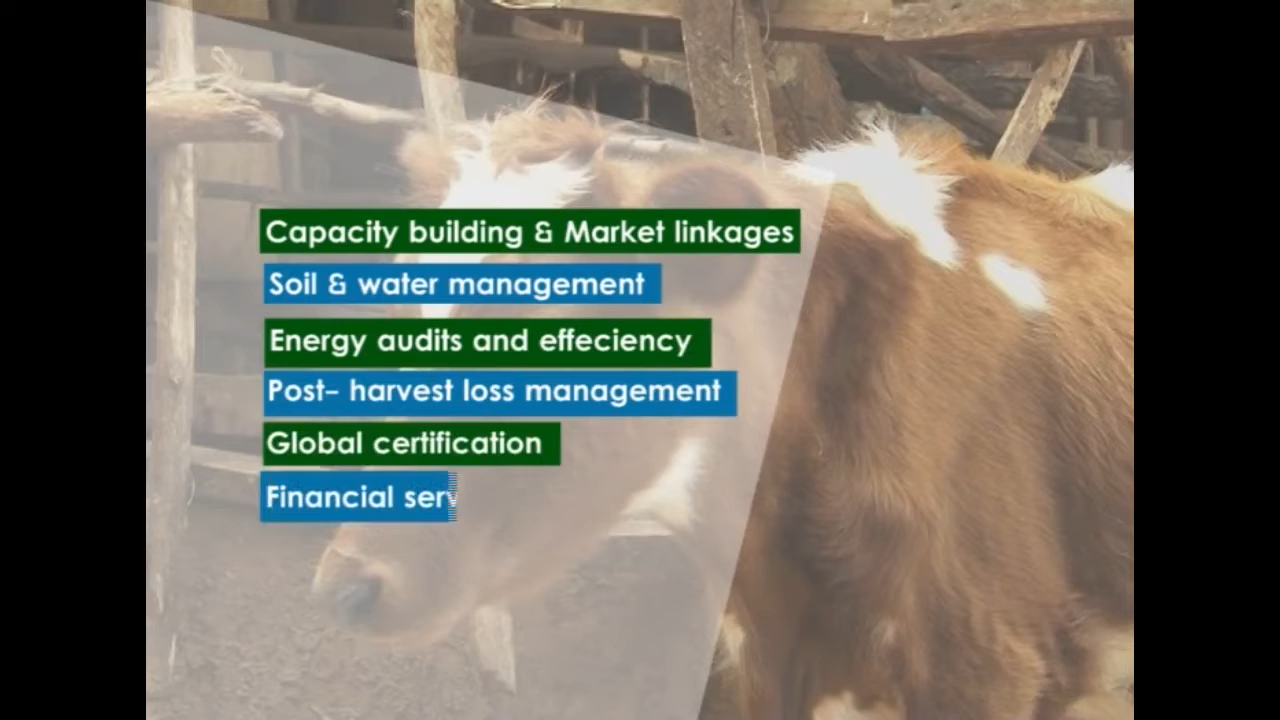 Capacity building & Market linkages
Soil & water management
Energy audits and effeciency
Post- harvest loss management
Global certification
Financial serv